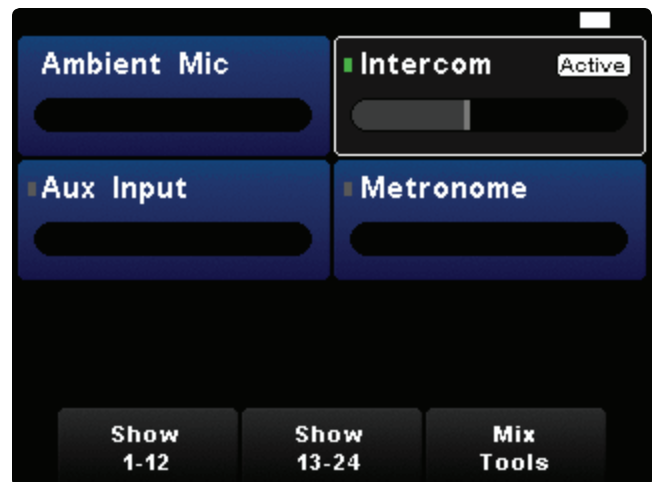 Ambient Mic
Intercom Active
Aux Input
Metronome
Show 1-12
Show 13-24
Mix Tools